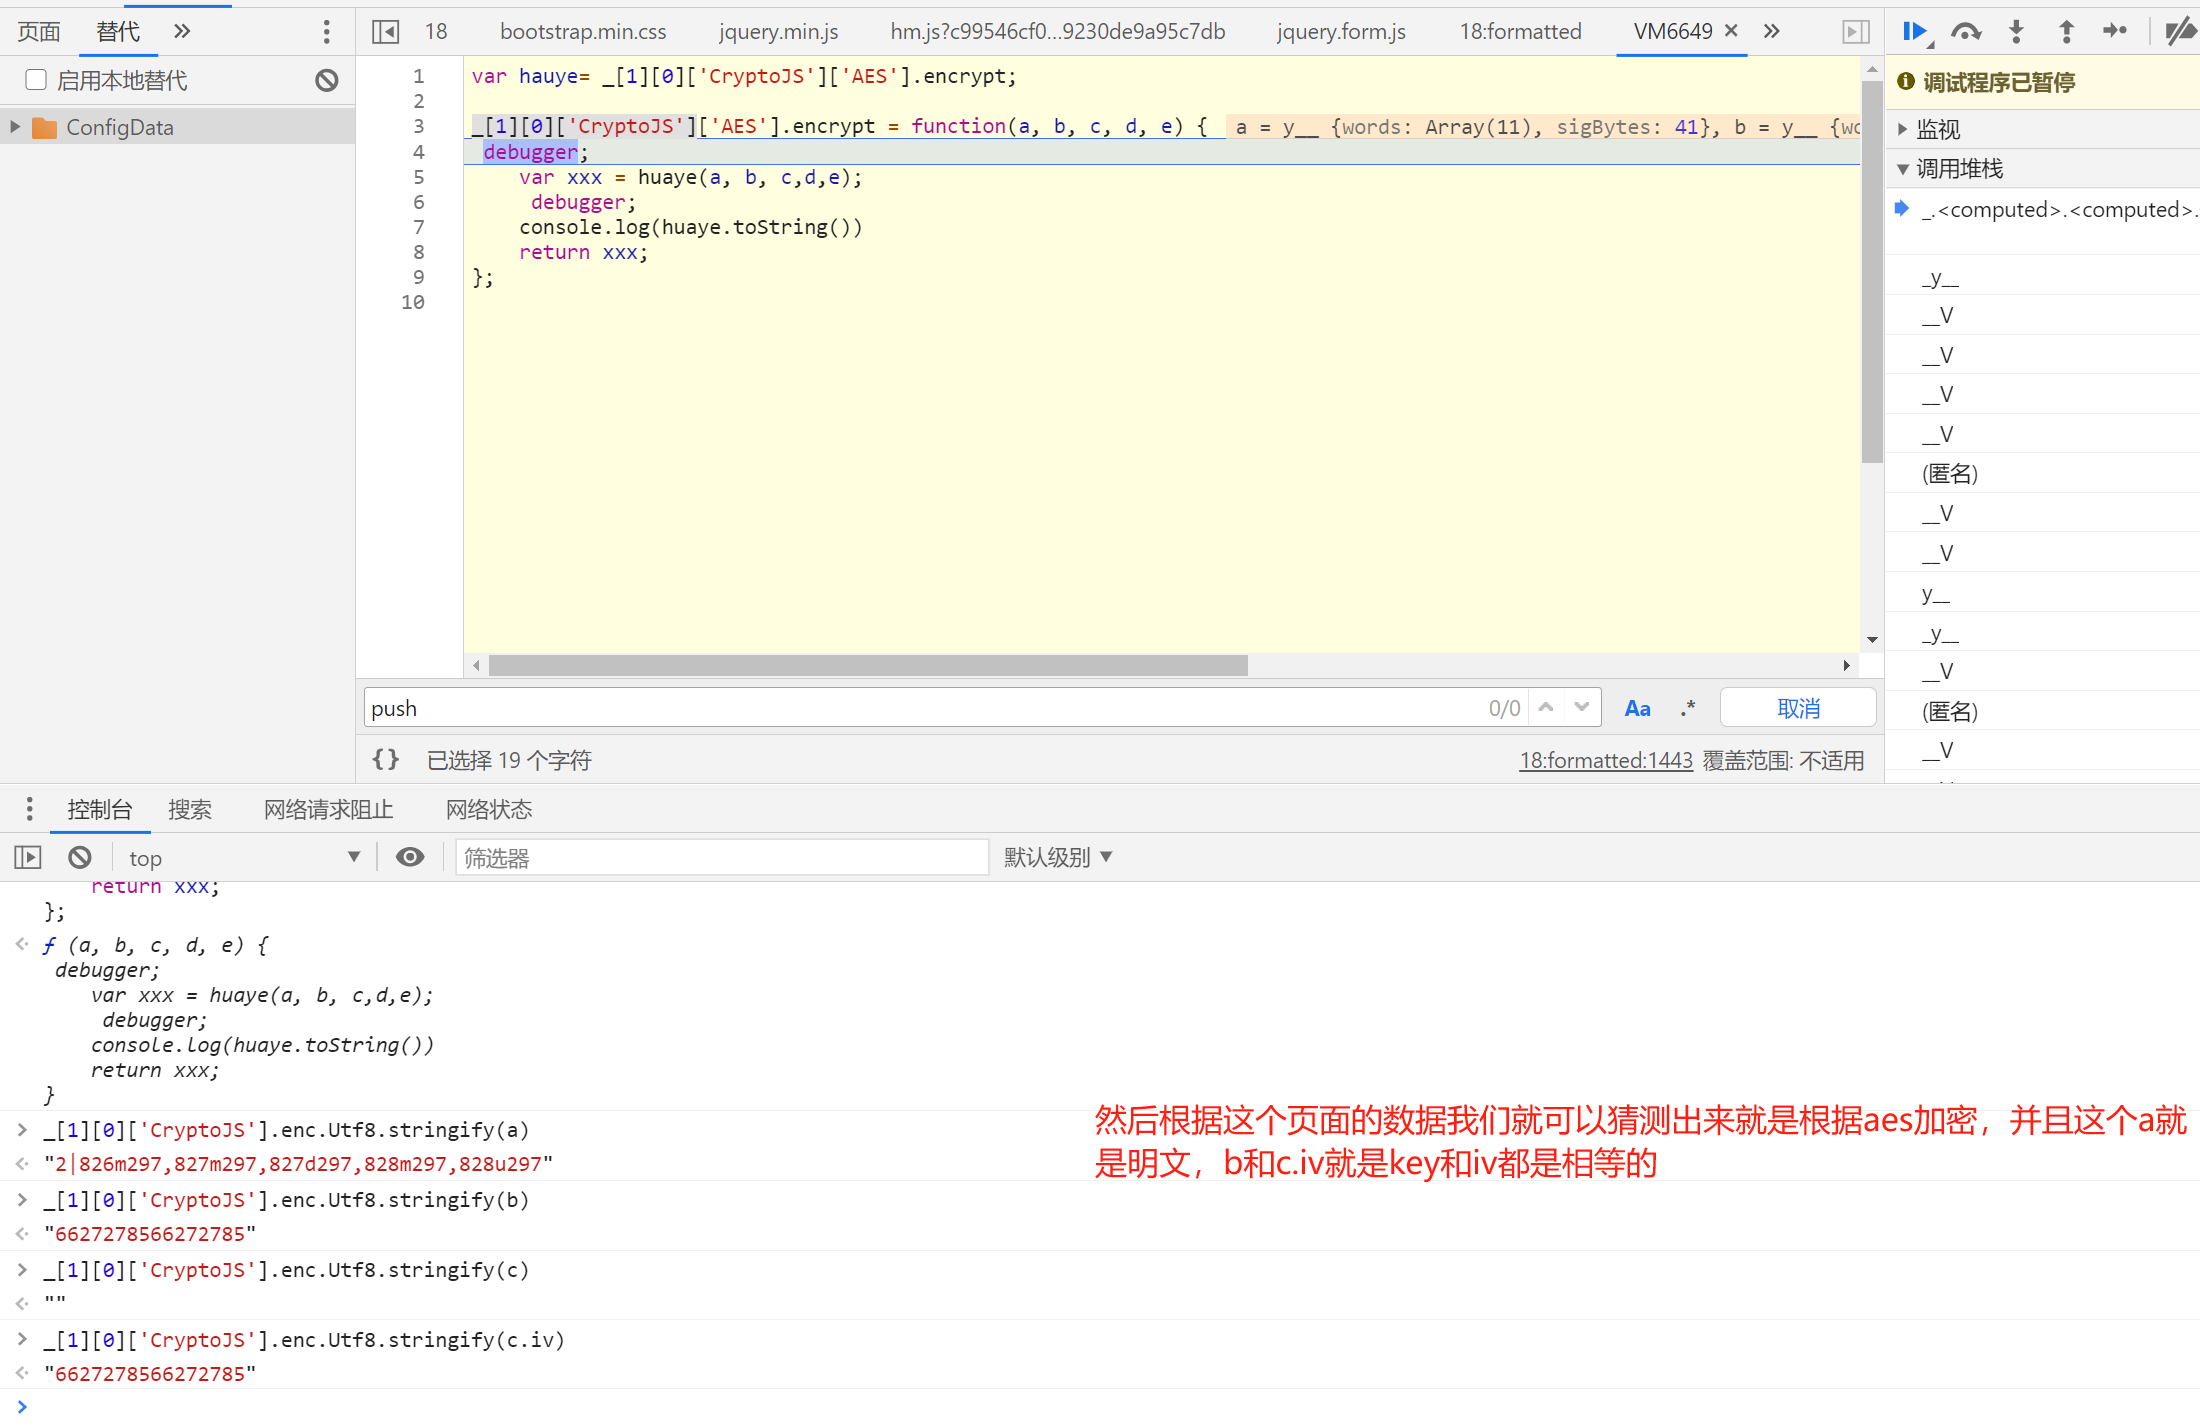 页面 替代
18 bootstrap.min.css jquery.min.js hm.js?c99546cf0...9230de9a95c7db jquery.form.js 18:formatted VM6649
启用本地替代
ConfigData
1 var hauye= _[1][0]['CryptoJS']['AES'].encrypt;
2
3 _[1][0]['CryptoJS']['AES'].encrypt = function(a, b, c, d, e) { a = y__ {words: Array(11), sigBytes: 41}, b = y__ {wo
4 debugger;
5 var xxx = huaye(a, b, c,d,e);
6 debugger;
7 console.log(huaye.toString())
8 return xxx;
9 };
10
push 0/0 Aa .* 取消
{} 已选择 19 个字符 18:formatted:1443 覆盖范围: 不适用
调试程序已暂停
监视
调用堆栈
_.<computed>.<computed>.
_y__
__V
__V
__V
__V
(匿名)
__V
__V
y__
_y__
__V
(匿名)
__V
控制台 搜索 网络请求阻止 网络状态
top 筛选器 默认级别
return xxx;
};
ƒ (a, b, c, d, e) {
debugger;
var xxx = huaye(a, b, c,d,e);
debugger;
console.log(huaye.toString())
return xxx;
}
> _[1][0]['CryptoJS'].enc.Utf8.stringify(a)
"2|826m297,827m297,827d297,828m297,828u297"
> _[1][0]['CryptoJS'].enc.Utf8.stringify(b)
"6627278566272785"
> _[1][0]['CryptoJS'].enc.Utf8.stringify(c)
""
> _[1][0]['CryptoJS'].enc.Utf8.stringify(c.iv)
"6627278566272785"
>
然后根据这个页面的数据我们就可以猜测出来就是根据aes加密，并且这个a就
是明文，b和c.iv就是key和iv都是相等的